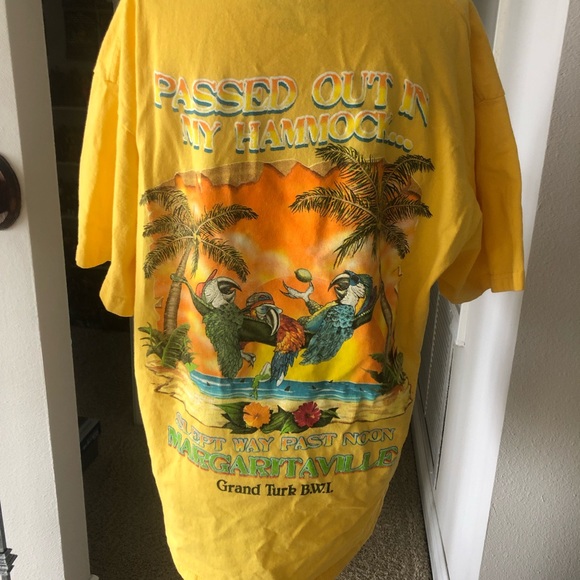 PASSED OUT IN
MY HAMMOCK...
SLEPT WAY PAST NOON
MARGARITAVILLE
Grand Turk B.W.I.